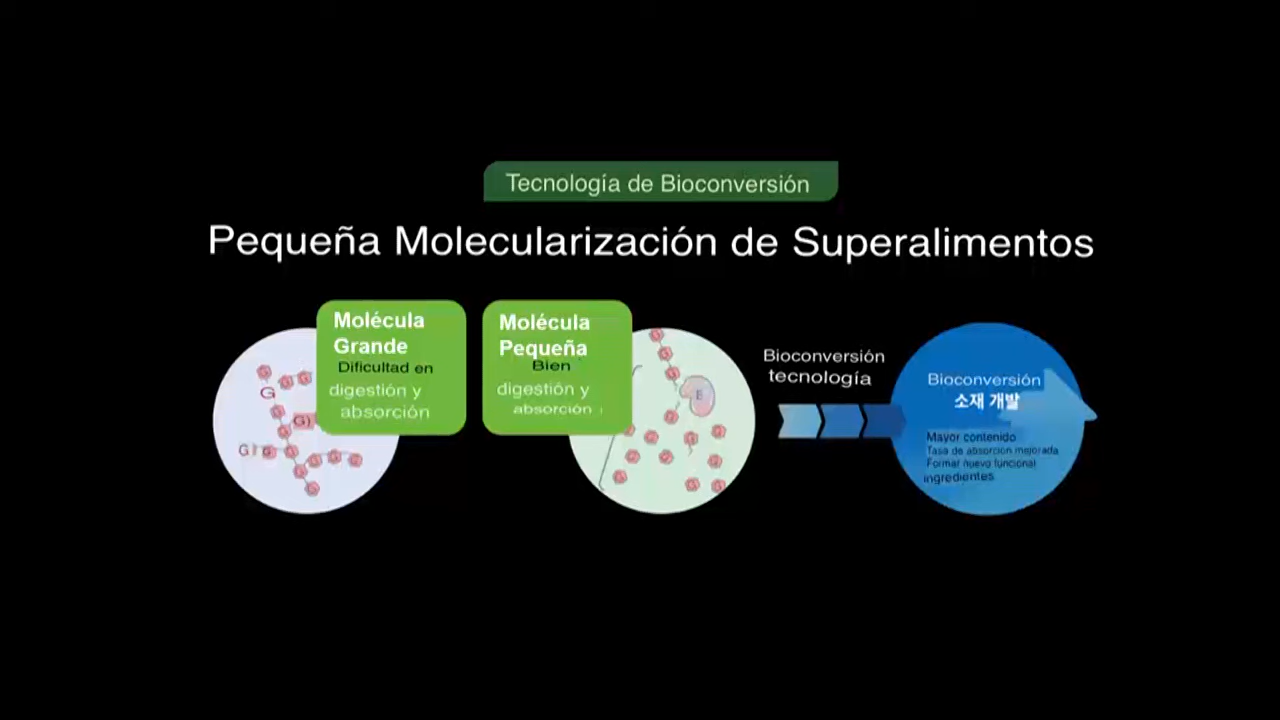 Tecnología de Bioconversión
Pequeña Molecularización de Superalimentos
Molécula
Grande
Dificultad en
digestión y
absorción
Molécula
Pequeña
Bien
digestión y
absorción
Bioconversión
tecnología
Bioconversión
소재 개발
Mayor contenido
Tasa de absorción mejorada
Formar nuevo funcional
ingredientes